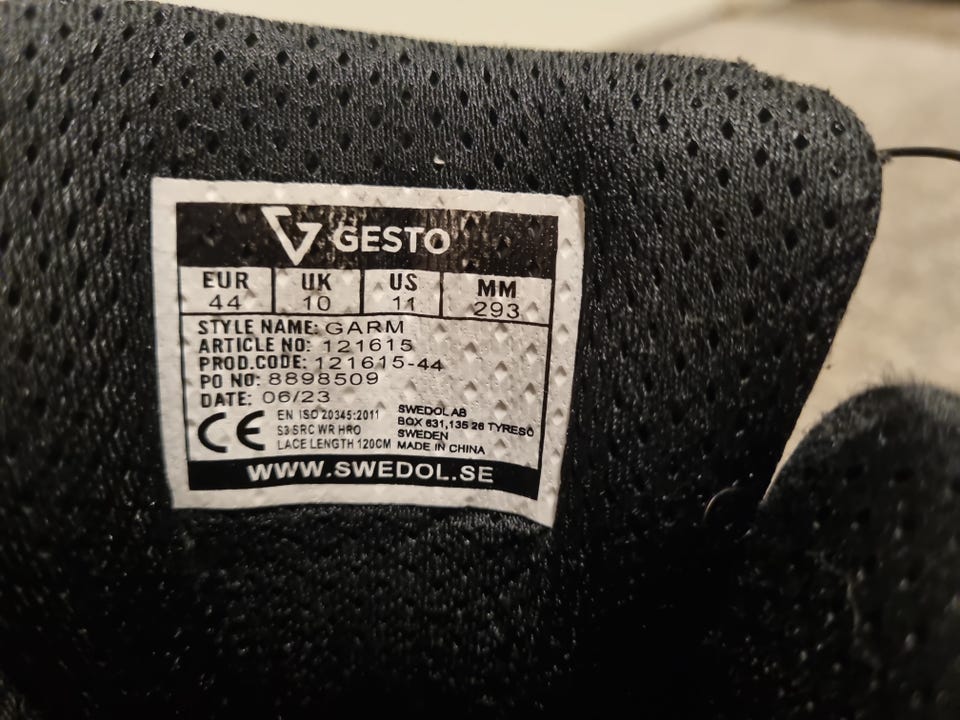 GESTO
EUR UK US MM
44 10 11 293
STYLE NAME: GARM
ARTICLE NO: 121615
PROD.CODE: 121615-44
PO NO: 8898509
DATE: 06/23
CE
EN ISO 20345:2011
S3 SRC WR HRO
LACE LENGTH 120CM
SWEDOL AB
BOX 631,135 26 TYRESÖ
SWEDEN
MADE IN CHINA
WWW.SWEDOL.SE